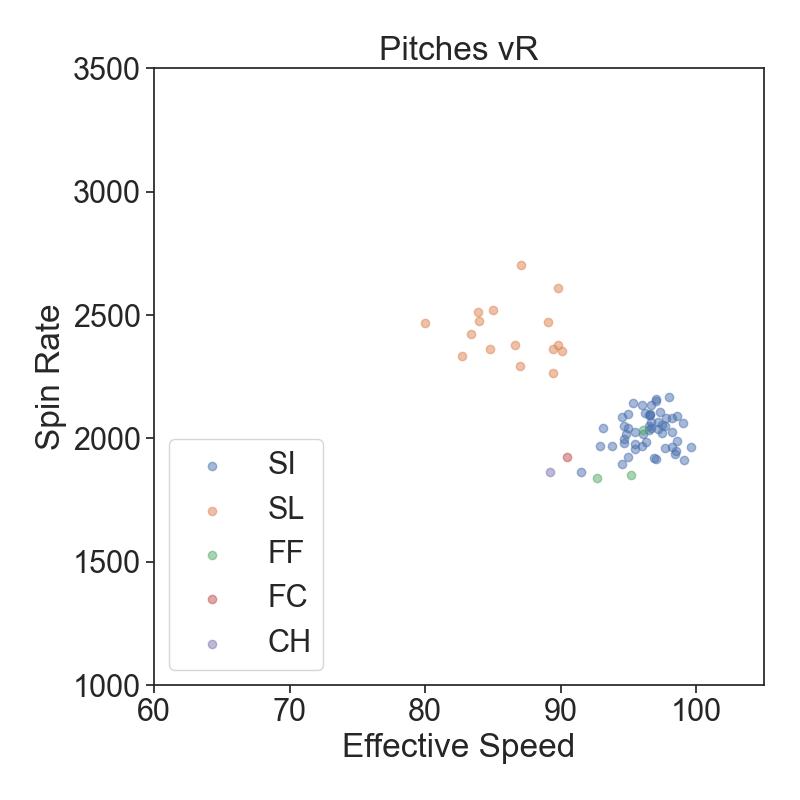 Pitches vR
3500
3000
2500
2000
1500
1000
Spin Rate
SI
SL
FF
FC
CH
60 70 80 90 100
Effective Speed